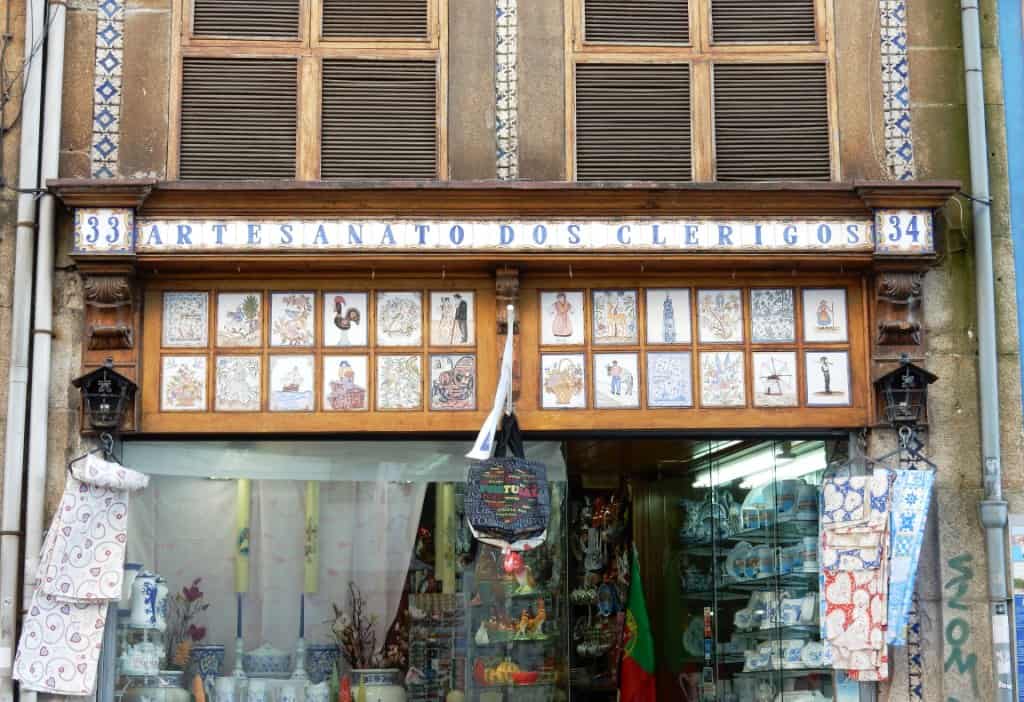 33 ARTESANATO DOS CLERIGOS 34